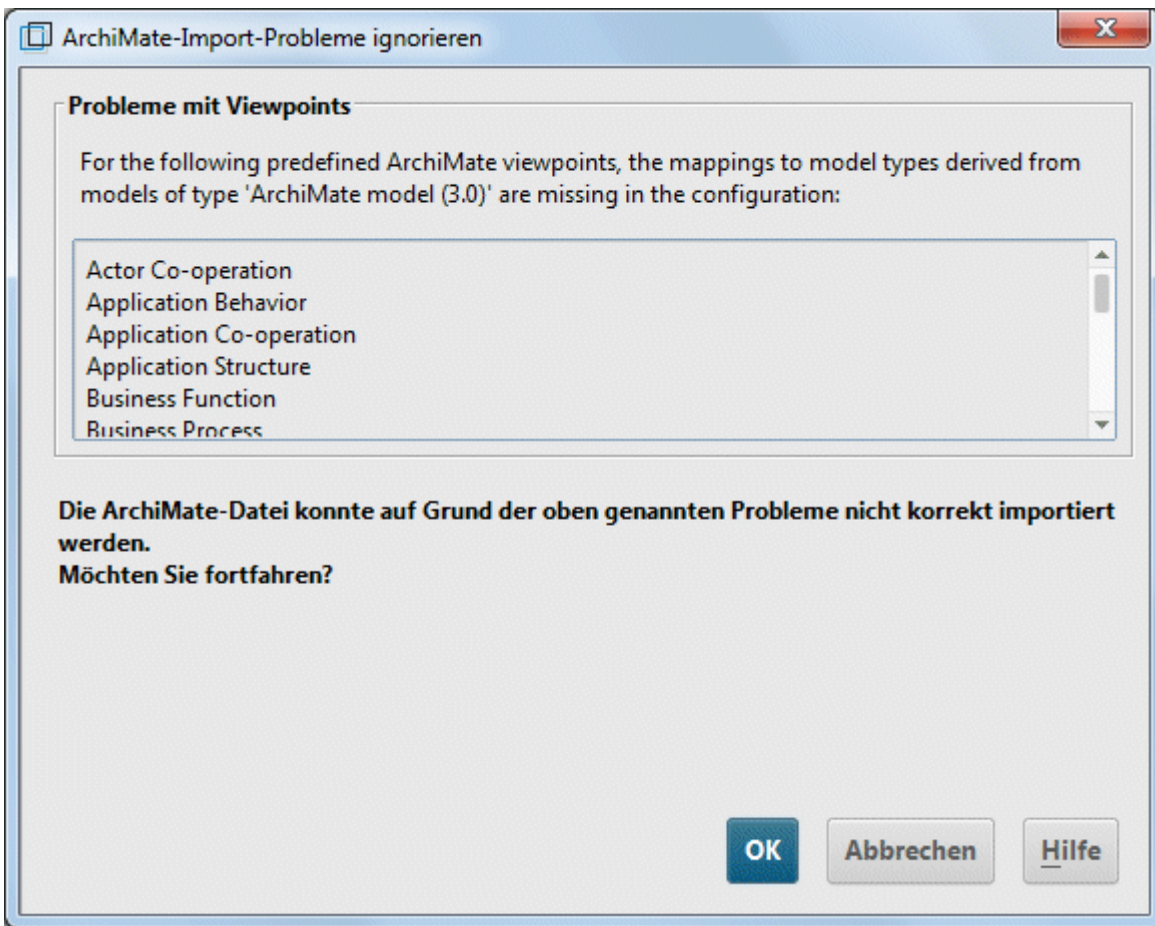 ArchiMate-Import-Probleme ignorieren
Probleme mit Viewpoints
For the following predefined ArchiMate viewpoints, the mappings to model types derived from
models of type 'ArchiMate model (3.0)' are missing in the configuration:
Actor Co-operation
Application Behavior
Application Co-operation
Application Structure
Business Function
Business Process
Die ArchiMate-Datei konnte auf Grund der oben genannten Probleme nicht korrekt importiert
werden.
Möchten Sie fortfahren?
OK Abbrechen Hilfe